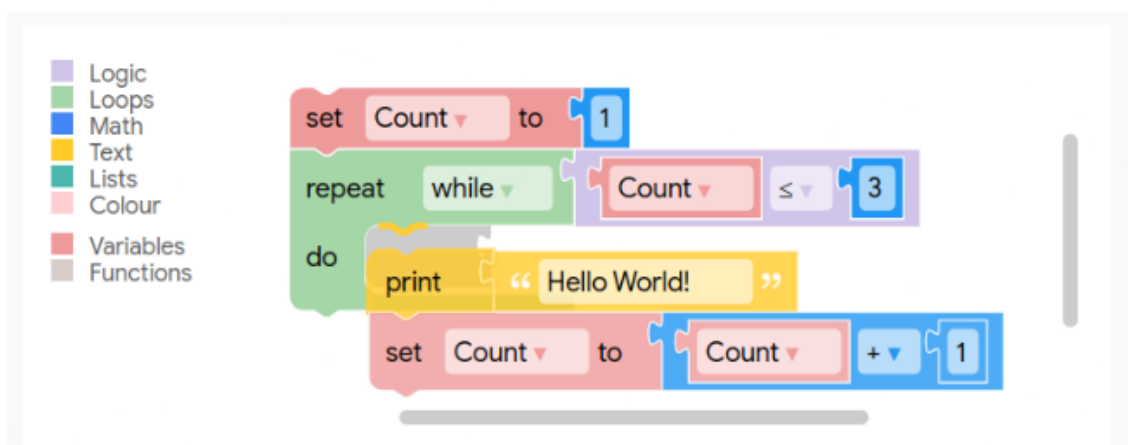 Logic
Loops
Math
Text
Lists
Colour
Variables
Functions
set Count ▾ to 1
repeat while ▾ Count ▾ ≤ ▾ 3
do
print “ Hello World! ”
set Count ▾ to Count ▾ + ▾ 1